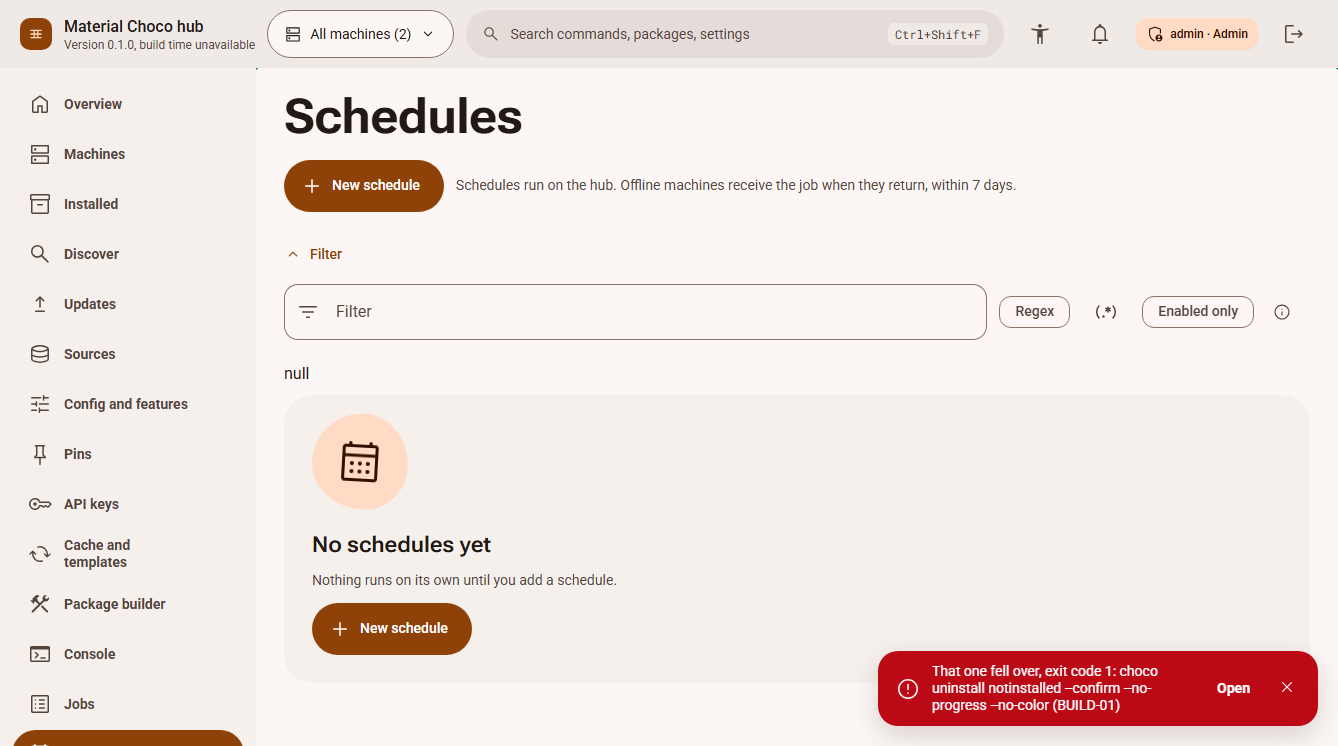 Material Choco hub
Version 0.1.0, build time unavailable
All machines (2)
Search commands, packages, settings
Ctrl+Shift+F
admin · Admin
Overview
Machines
Installed
Discover
Updates
Sources
Config and features
Pins
API keys
Cache and
templates
Package builder
Console
Jobs
Schedules
New schedule
Schedules run on the hub. Offline machines receive the job when they return, within 7 days.
Filter
Filter
Regex
(.*)
Enabled only
null
No schedules yet
Nothing runs on its own until you add a schedule.
New schedule
That one fell over, exit code 1: choco
uninstall notinstalled --confirm --no-
progress --no-color (BUILD-01)
Open